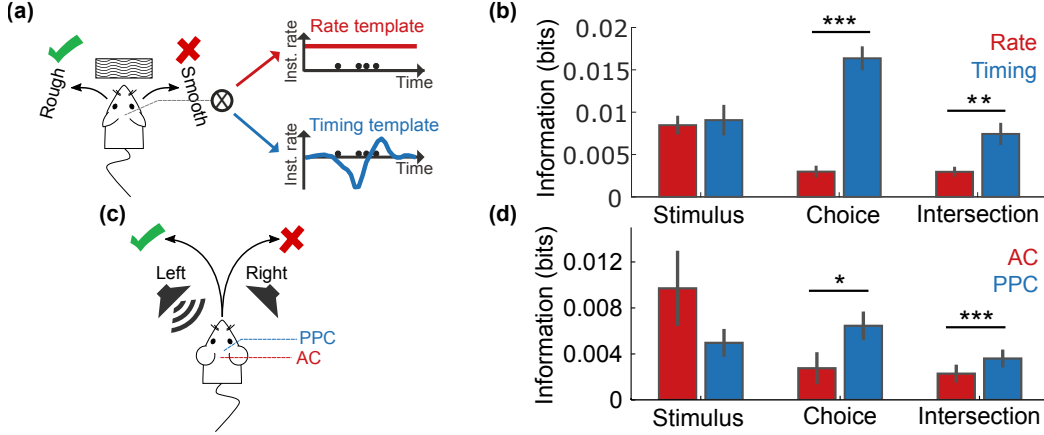 (a)
Rough
Smooth
Rate template
Inst. rate
Time
Timing template
Inst. rate
Time
(b)
Information (bits)
0.02
0.015
0.01
0.005
0
***
**
Rate
Timing
Stimulus
Choice
Intersection
(c)
Left
Right
PPC
AC
(d)
Information (bits)
0.012
0.008
0.004
0
*
***
AC
PPC
Stimulus
Choice
Intersection